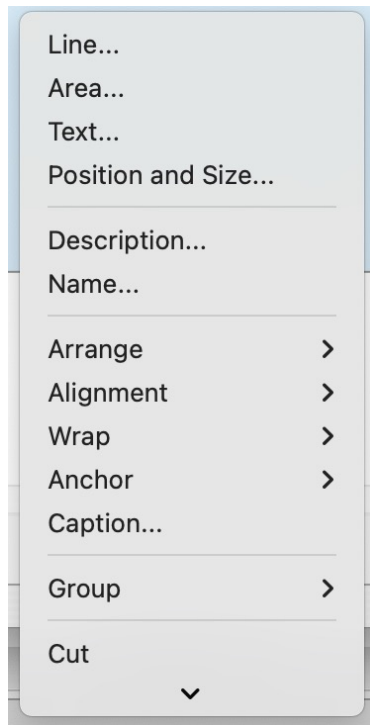 Line...
Area...
Text...
Position and Size...
Description...
Name...
Arrange
Alignment
Wrap
Anchor
Caption...
Group
Cut